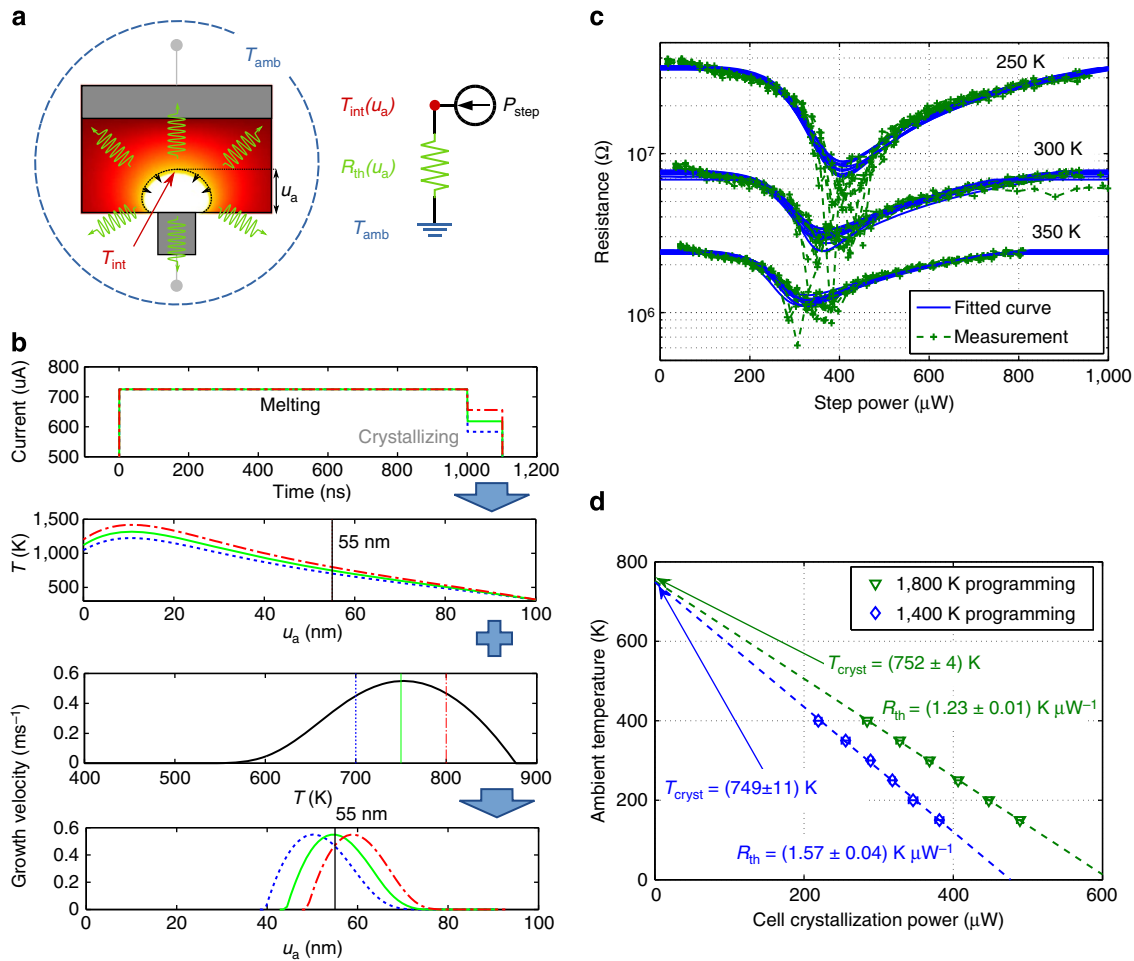 a
T_amb
T_int(u_a)
P_step
R_th(u_a)
u_a
T_int
T_amb
b
800
700
600
500
Current (uA)
Melting
Crystallizing
0 200 400 600 800 1,000 1,200
Time (ns)
1,500
1,000
500
T (K)
55 nm
0 20 40 60 80 100
u_a (nm)
0.6
0.4
0.2
0
400 500 600 700 800 900
T (K)
Growth velocity (ms⁻¹)
55 nm
0.6
0.4
0.2
0
0 20 40 60 80 100
u_a (nm)
c
250 K
10⁷
300 K
Resistance (Ω)
350 K
10⁶
Fitted curve
Measurement
0 200 400 600 800 1,000
Step power (μW)
d
800
600
400
200
0
Ambient temperature (K)
1,800 K programming
1,400 K programming
T_cryst = (752 ± 4) K
R_th = (1.23 ± 0.01) K μW⁻¹
T_cryst = (749±11) K
R_th = (1.57 ± 0.04) K μW⁻¹
0 200 400 600
Cell crystallization power (μW)